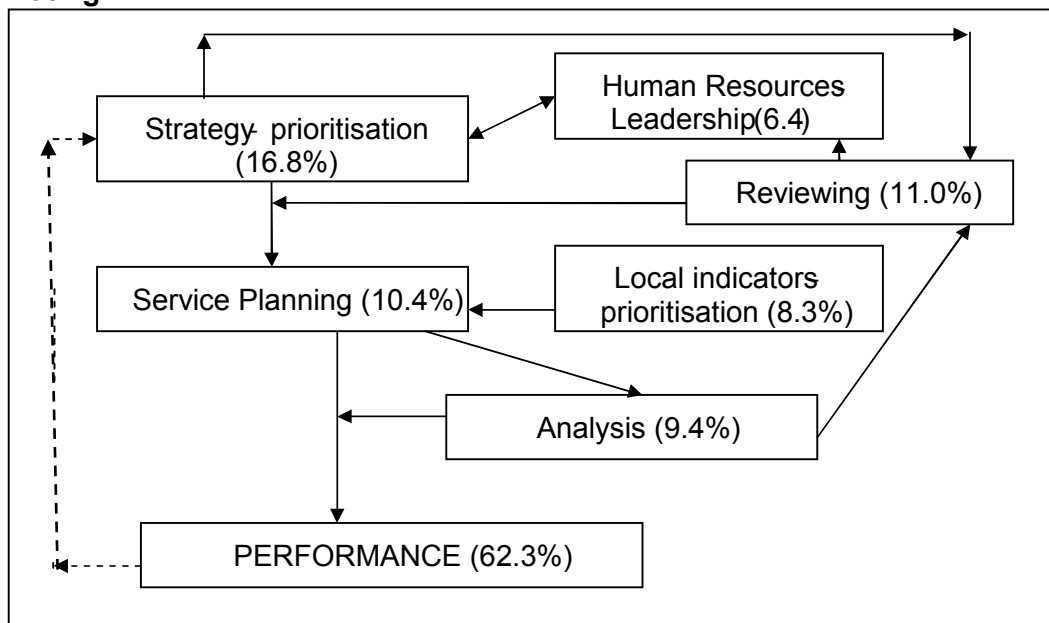 Human Resources-
Leadership(6.4)
Strategy- prioritisation
(16.8%)
Reviewing (11.0%)
Local indicators-
prioritisation (8.3%)
Service Planning (10.4%)
Analysis (9.4%)
PERFORMANCE (62.3%)